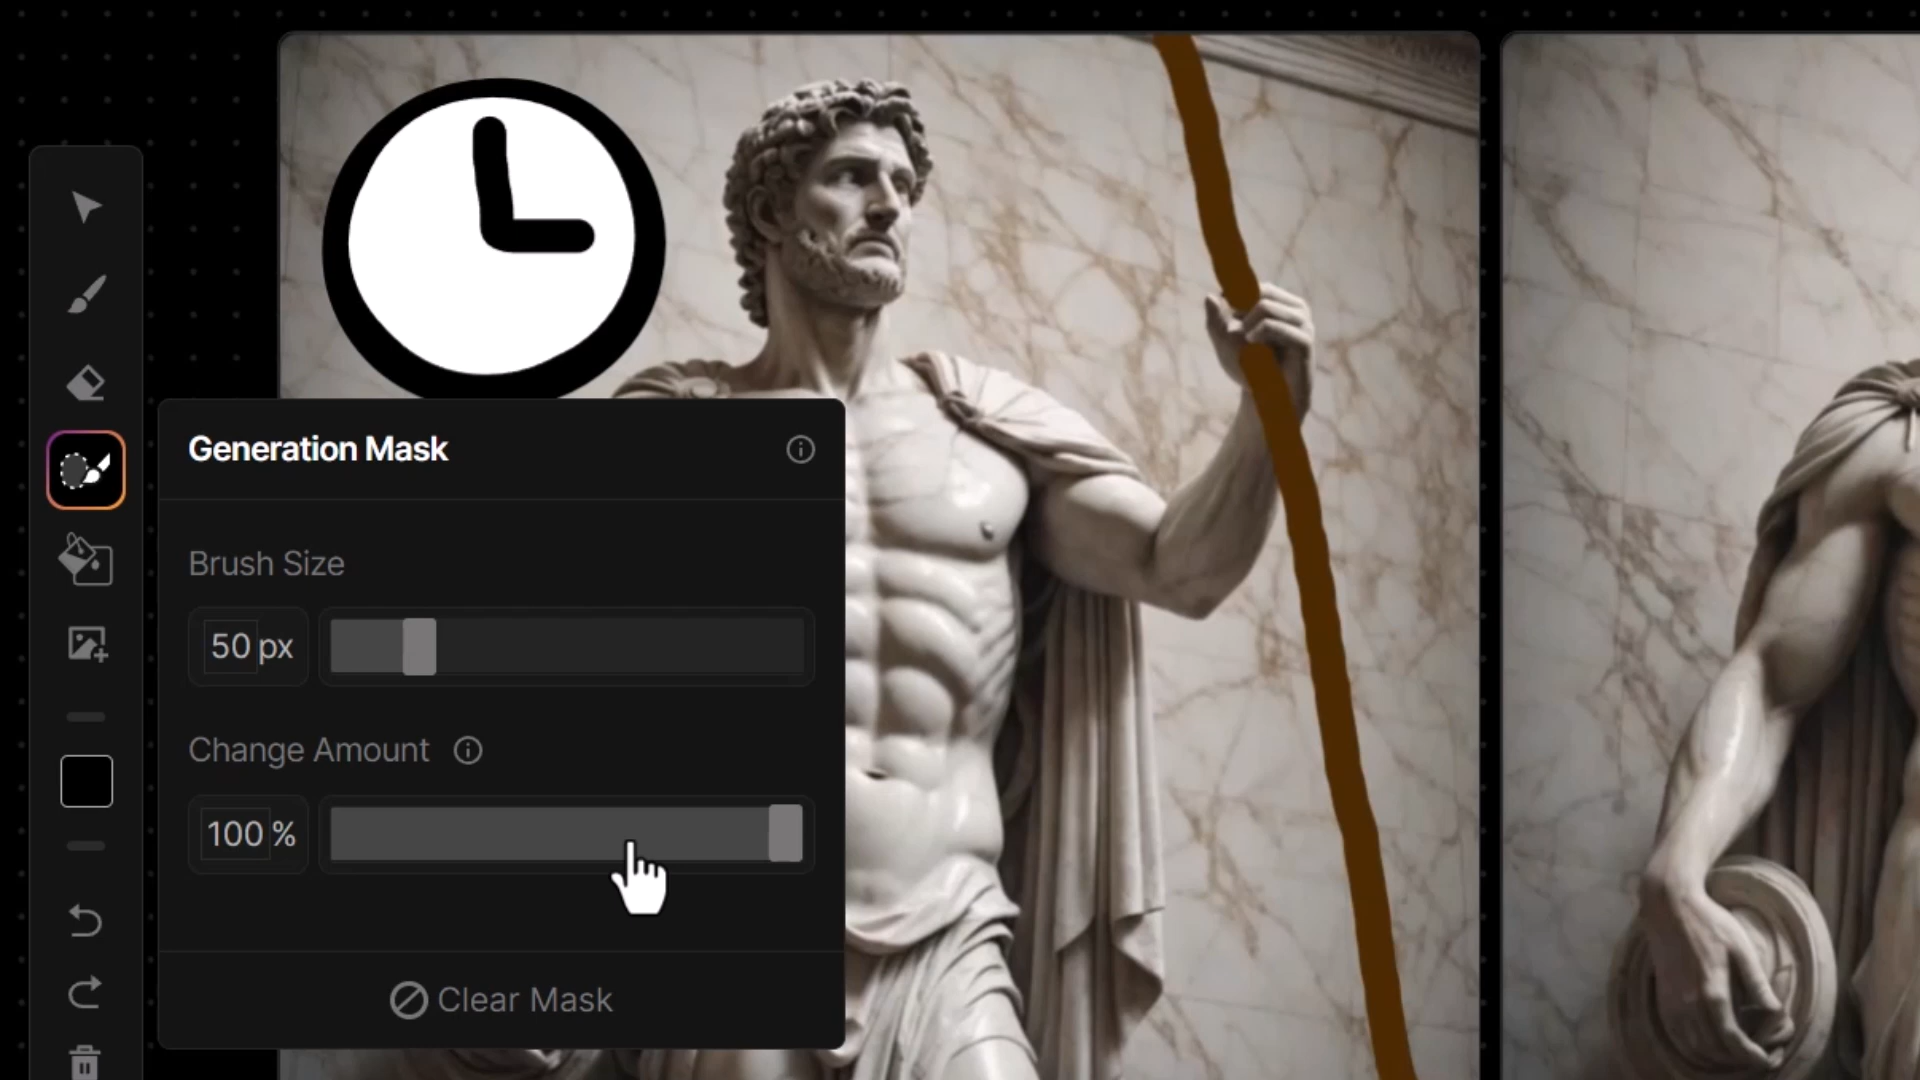 Generation Mask
Brush Size
50 px
Change Amount
100 %
Clear Mask